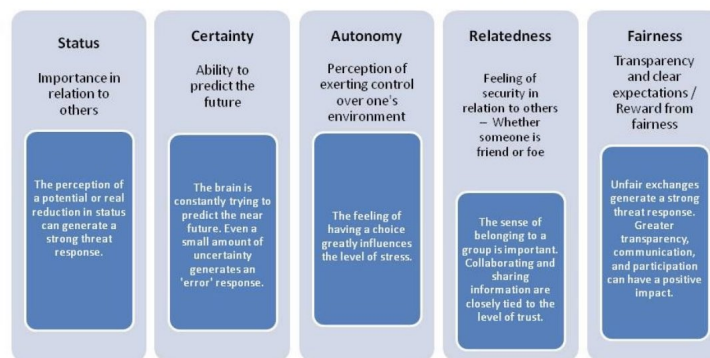 Status
Importance in
relation to
others
The perception of
a potential or real
reduction in status
can generate a
strong threat
response.
Certainty
Ability to
predict the
future
The brain is
constantly trying to
predict the near
future. Even a
small amount of
uncertainty
generates an
'error' response.
Autonomy
Perception of
exerting control
over one's
environment
The feeling of
having a choice
greatly influences
the level of stress.
Relatedness
Feeling of
security in
relation to others
– Whether
someone is
friend or foe
The sense of
belonging to a
group is important.
Collaborating and
sharing
information are
closely tied to the
level of trust.
Fairness
Transparency
and clear
expectations /
Reward from
fairness
Unfair exchanges
generate a strong
threat response.
Greater
transparency,
communication,
and participation
can have a positive
impact.